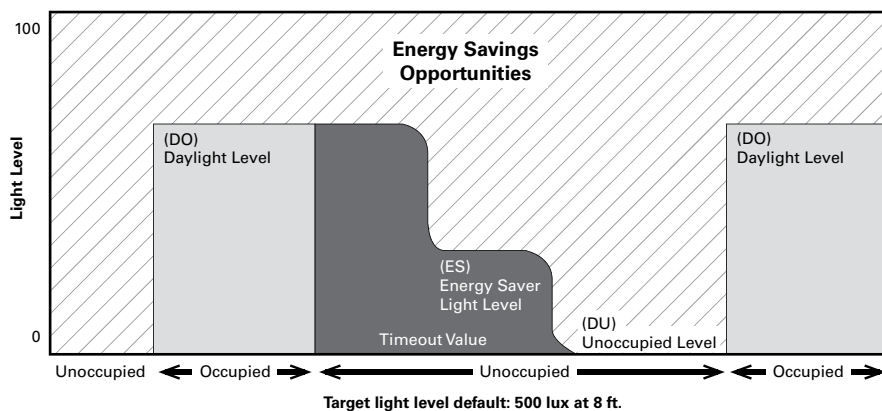 100
Energy Savings
Opportunities
(DO)
Daylight Level
(DO)
Daylight Level
Light Level
(ES)
Energy Saver
Light Level
(DU)
Unoccupied Level
0
Timeout Value
Unoccupied
Occupied
Unoccupied
Occupied
Target light level default: 500 lux at 8 ft.